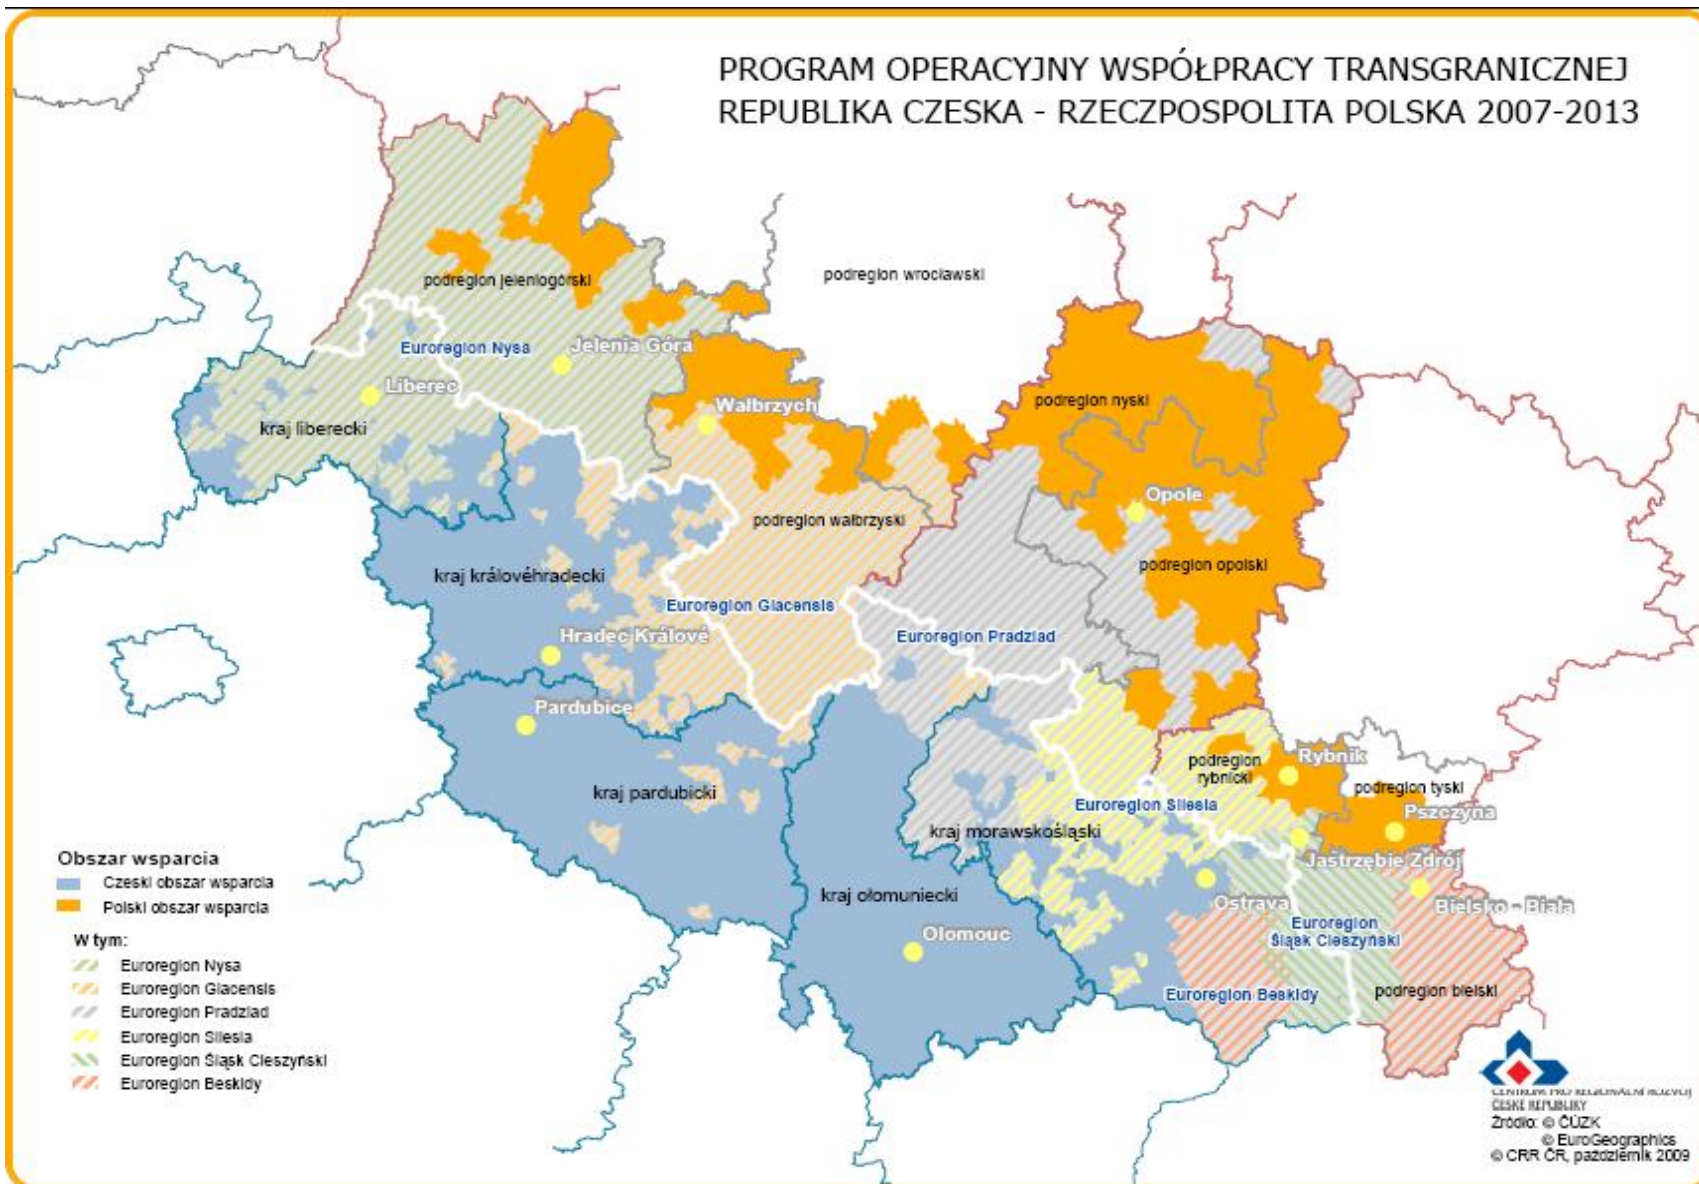 PROGRAM OPERACYJNY WSPÓŁPRACY TRANSGRANICZNEJ
REPUBLIKA CZESKA - RZECZPOSPOLITA POLSKA 2007-2013
podregion wrocławski
podregion jeleniogórski
Euroregion Nysa
Jelenia Góra
Liberec
kraj liberecki
Wałbrzych
podregion nyski
Opole
podregion wałbrzyski
podregion opolski
kraj královéhradecki
Euroregion Glacensis
Euroregion Pradziad
Hradec Králové
Pardubice
podregion
rybnicki
Rybnik
podregion tyski
Pszczyna
kraj pardubicki
Euroregion Silesia
kraj morawskośląski
Jastrzębie Zdrój
kraj ołomuniecki
Ostrava
Bielsko - Biała
Olomouc
Euroregion
Śląsk Cieszyński
Euroregion Beskidy
podregion bielski
Obszar wsparcia
Czeski obszar wsparcia
Polski obszar wsparcia
W tym:
Euroregion Nysa
Euroregion Glacensis
Euroregion Pradziad
Euroregion Silesia
Euroregion Śląsk Cieszyński
Euroregion Beskidy
CENTRUM PRO REGIONÁLNÍ ROZVOJ
ČESKÉ REPUBLIKY
Źródło: © ČÚZK
© EuroGeographics
© CRR ČR, październik 2009